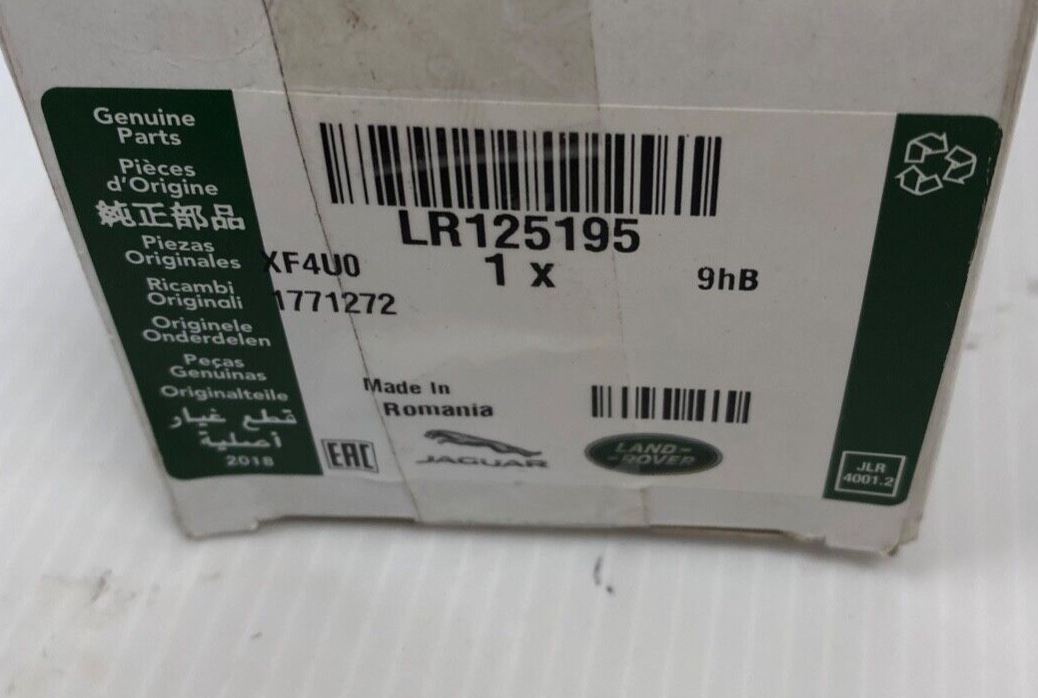 Genuine
Parts
Pièces
d'Origine
純正部品
Piezas
Originales
Ricambi
Originali
Originele
Onderdelen
Peças
Genuinas
Originalteile
قطع غيار
أصلية
2018
LR125195
XF4U0
1 x
9hB
1771272
Made In
Romania
EAC
JAGUAR
LAND-
-ROVER
JLR
4001.2